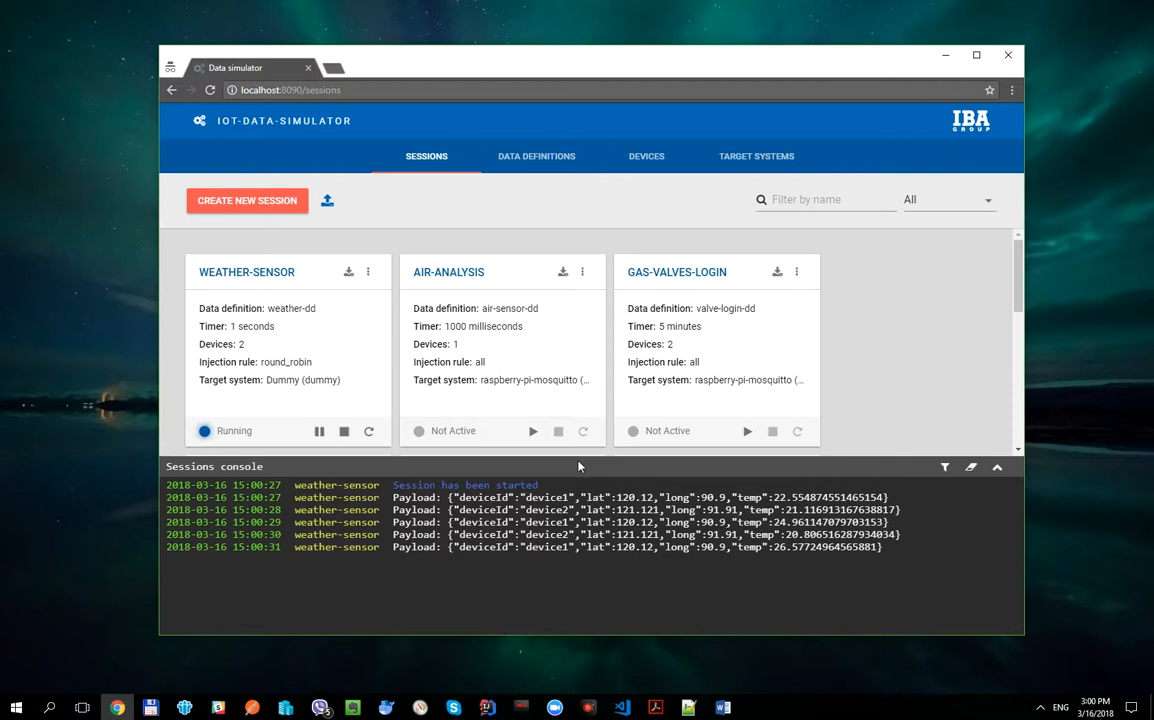 Data simulator
localhost:8090/sessions
IOT-DATA-SIMULATOR
IBA
GROUP
SESSIONS
DATA DEFINITIONS
DEVICES
TARGET SYSTEMS
CREATE NEW SESSION
Filter by name
All
WEATHER-SENSOR
Data definition: weather-dd
Timer: 1 seconds
Devices: 2
Injection rule: round_robin
Target system: Dummy (dummy)
Running
AIR-ANALYSIS
Data definition: air-sensor-dd
Timer: 1000 milliseconds
Devices: 1
Injection rule: all
Target system: raspberry-pi-mosquitto (...
Not Active
GAS-VALVES-LOGIN
Data definition: valve-login-dd
Timer: 5 minutes
Devices: 2
Injection rule: all
Target system: raspberry-pi-mosquitto (...
Not Active
Sessions console
2018-03-16 15:00:27 weather-sensor Session has been started
2018-03-16 15:00:27 weather-sensor Payload: {"deviceId":"device1","lat":120.12,"long":90.9,"temp":22.554874551465154}
2018-03-16 15:00:28 weather-sensor Payload: {"deviceId":"device2","lat":121.121,"long":91.91,"temp":21.116913167638817}
2018-03-16 15:00:29 weather-sensor Payload: {"deviceId":"device1","lat":120.12,"long":90.9,"temp":24.961147079703153}
2018-03-16 15:00:30 weather-sensor Payload: {"deviceId":"device2","lat":121.121,"long":91.91,"temp":20.806516287934034}
2018-03-16 15:00:31 weather-sensor Payload: {"deviceId":"device1","lat":120.12,"long":90.9,"temp":26.57724964565881}
ENG
3:00 PM
3/16/2018